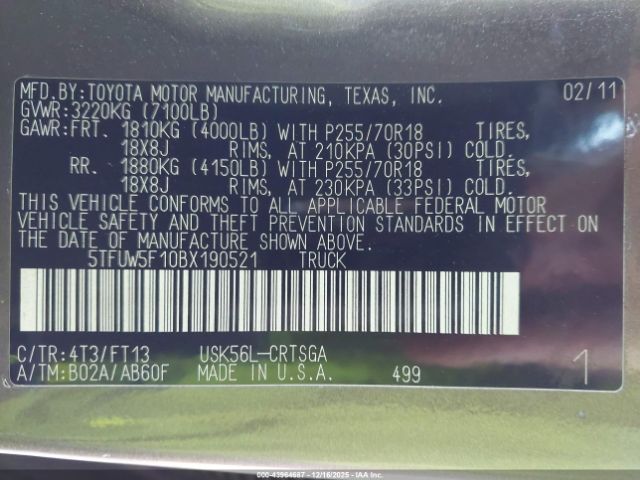 MFD.BY:TOYOTA MOTOR MANUFACTURING, TEXAS, INC. 02/11
GVWR:3220KG (7100LB)
GAWR:FRT. 1810KG (4000LB) WITH P255/70R18 TIRES,
18X8J RIMS, AT 210KPA (30PSI) COLD.
RR. 1880KG (4150LB) WITH P255/70R18 TIRES,
18X8J RIMS, AT 230KPA (33PSI) COLD.
THIS VEHICLE CONFORMS TO ALL APPLICABLE FEDERAL MOTOR
VEHICLE SAFETY AND THEFT PREVENTION STANDARDS IN EFFECT ON
THE DATE OF MANUFACTURE SHOWN ABOVE.
5TFUW5F10BX190521 TRUCK
C/TR:4T3/FT13 USK56L-CRTSGA
A/TM:B02A/AB60F MADE IN U.S.A. 499 1
000-43964687 - 12/16/2025 - IAAI.COM